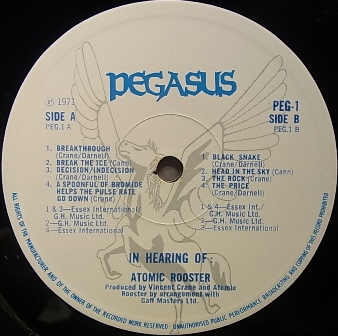 PEGASUS
℗ 1971
SIDE A
PEG.1 A
PEG-1
SIDE B
PEG.1 B
1. BREAKTHROUGH
(Crane/Darnell)
2. BREAK THE ICE (Cann)
3. DECISION/INDECISION
(Crane/Darnell)
4. A SPOONFUL OF BROMIDE
HELPS THE PULSE RATE
GO DOWN (Crane)
1 & 3—Essex International
G.H. Music Ltd.
2—G.H. Music Ltd.
4—Essex International
1. BLACK SNAKE
(Crane/Darnell)
2. HEAD IN THE SKY (Cann)
3. THE ROCK (Crane)
4. THE PRICE
(Crane/Darnell)
1 & 4—Essex Int./
G.H. Music Ltd.
2—G.H. Music Ltd.
3—Essex International
IN HEARING OF:
ATOMIC ROOSTER
Produced by Vincent Crane and Atomic
Rooster by arrangement with
Gaff Masters Ltd.
ALL RIGHTS OF THE MANUFACTURER AND OF THE OWNER OF THE RECORDED WORK RESERVED - UNAUTHORISED PUBLIC PERFORMANCE, BROADCASTING AND COPYING OF THIS RECORD PROHIBITED